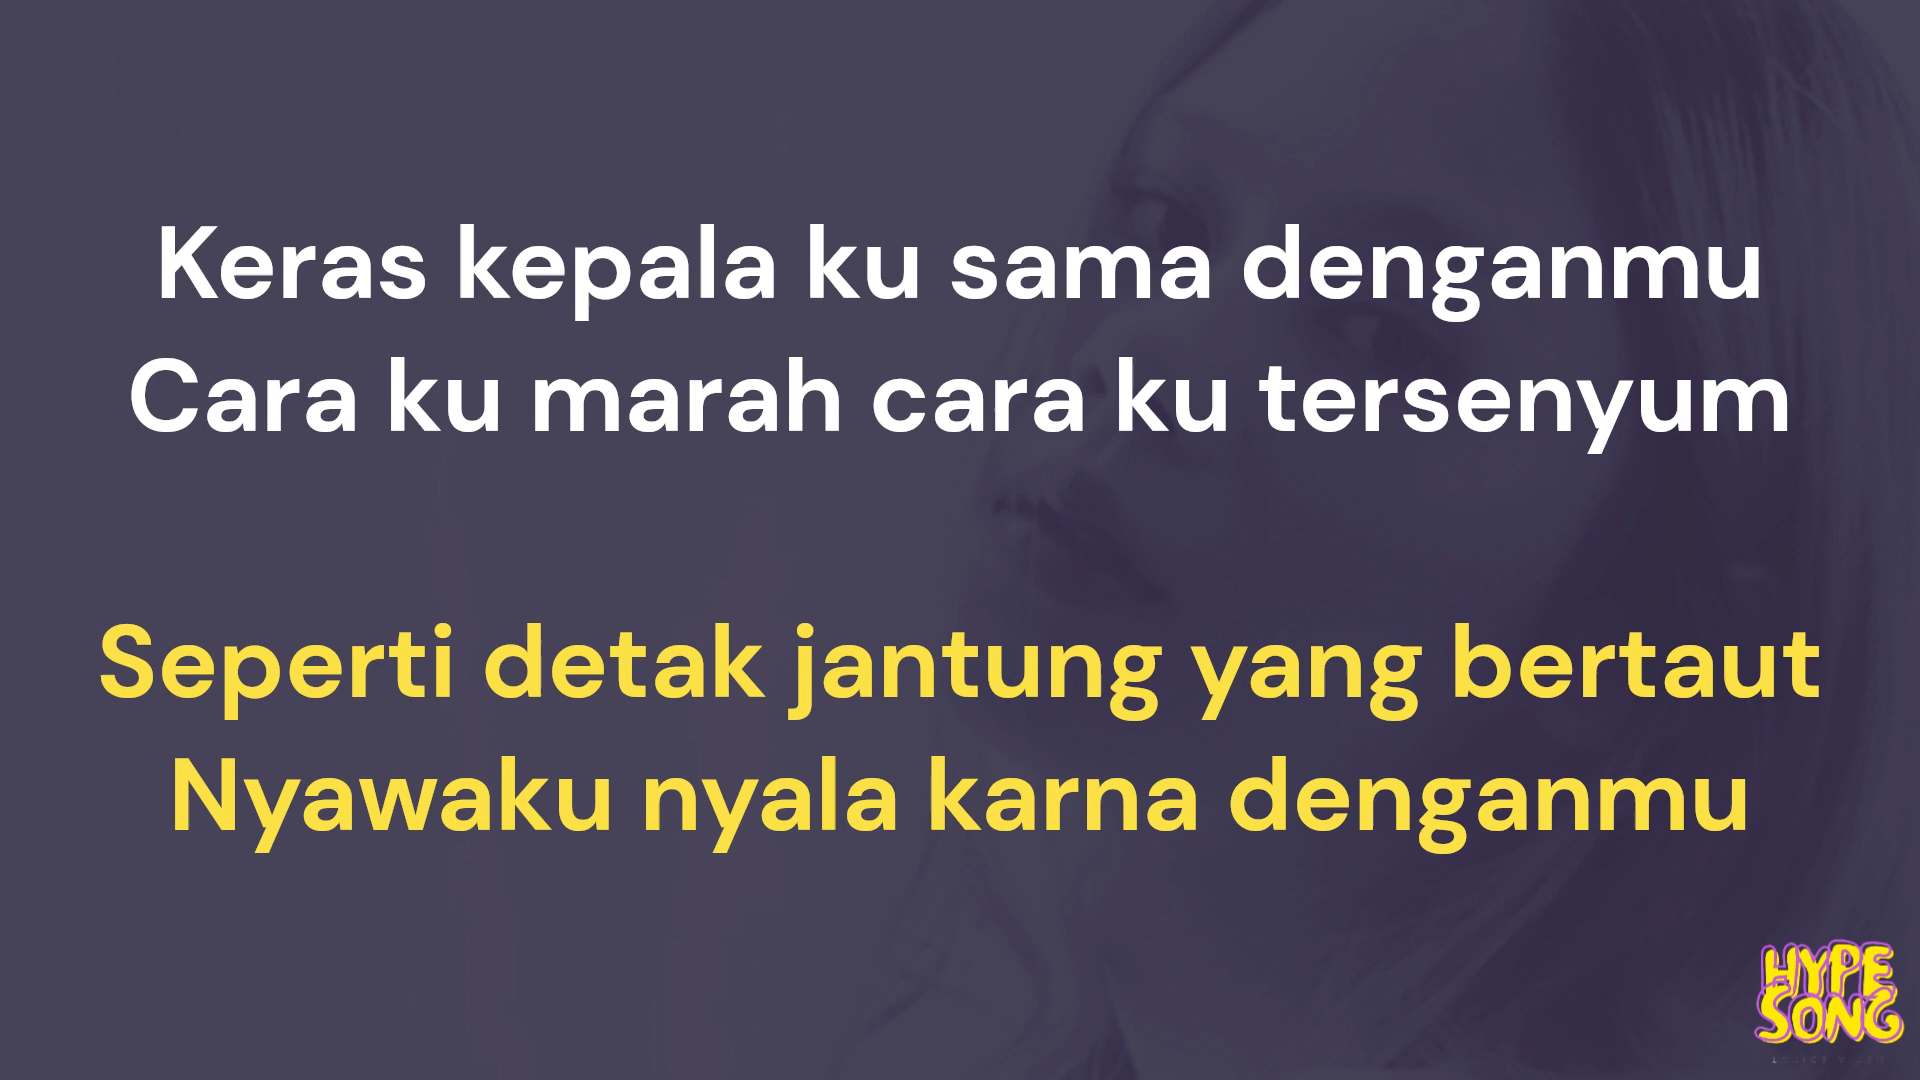 Keras kepala ku sama denganmu
Cara ku marah cara ku tersenyum
Seperti detak jantung yang bertaut
Nyawaku nyala karna denganmu
HYPE
SONG